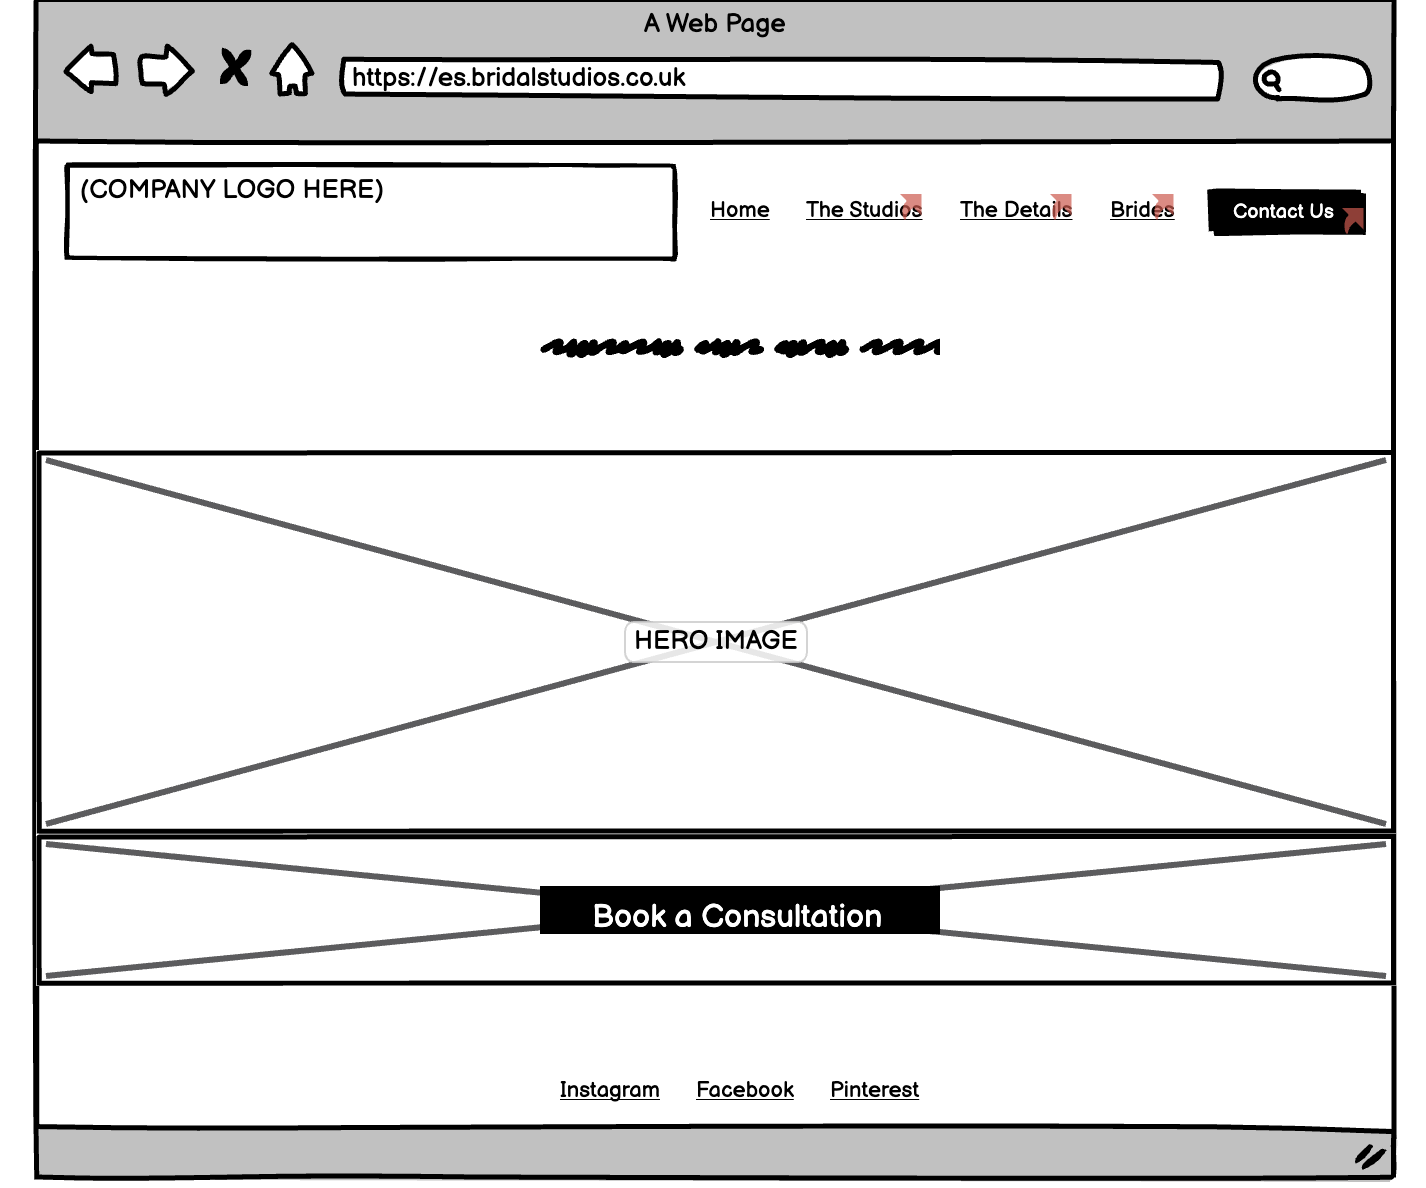 A Web Page
https://es.bridalstudios.co.uk
(COMPANY LOGO HERE)
Home The Studios The Details Brides Contact Us
HERO IMAGE
Book a Consultation
Instagram Facebook Pinterest